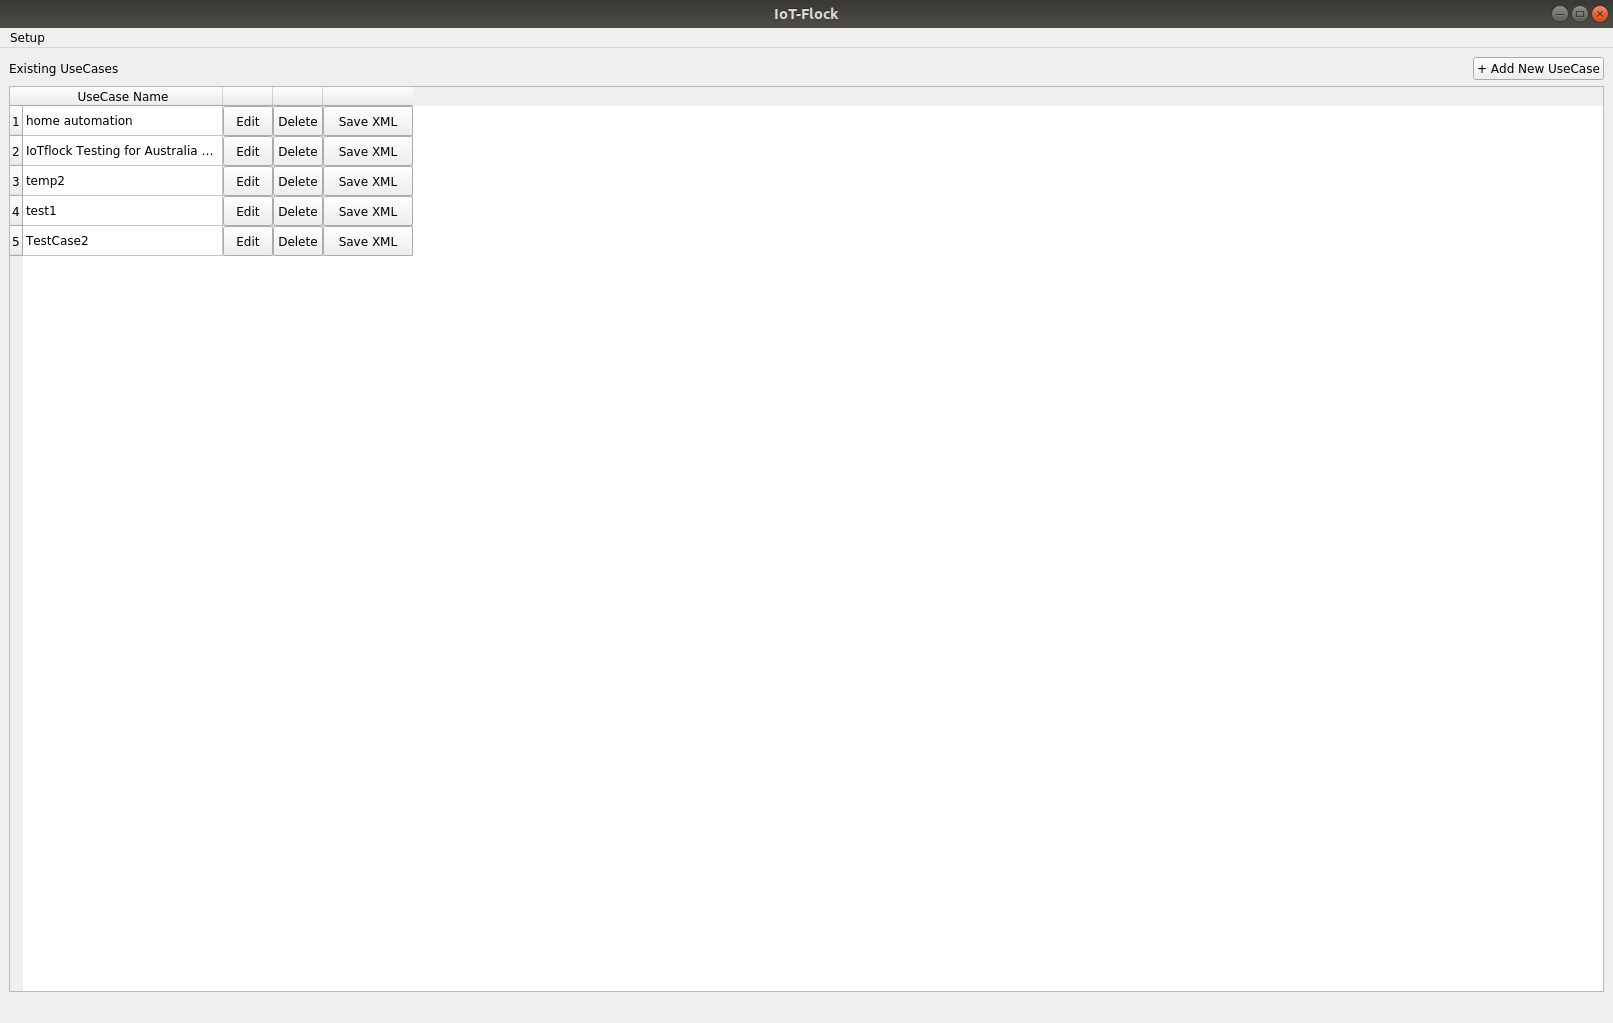 IoT-Flock
Setup
Existing UseCases + Add New UseCase
UseCase Name
1 home automation Edit Delete Save XML
2 IoTflock Testing for Australia ... Edit Delete Save XML
3 temp2 Edit Delete Save XML
4 test1 Edit Delete Save XML
5 TestCase2 Edit Delete Save XML